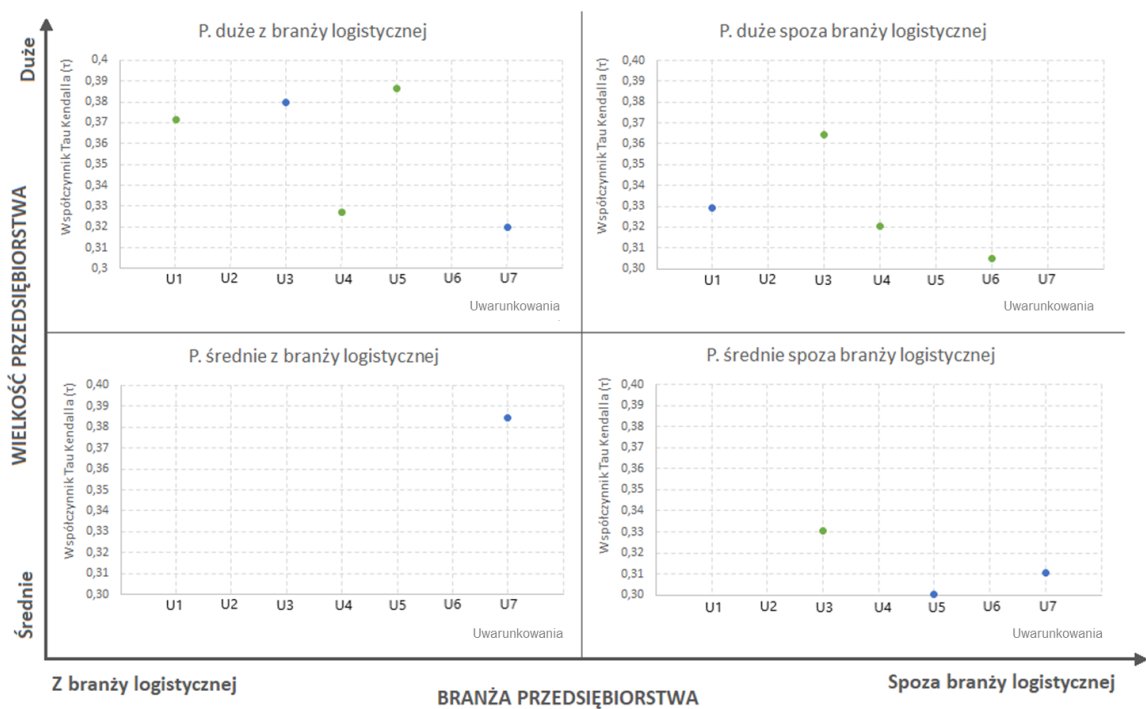 Duże
P. duże z branży logistycznej
Współczynnik Tau Kendalla (τ)
0,4
0,39
0,38
0,37
0,36
0,35
0,34
0,33
0,32
0,31
0,3
U1 U2 U3 U4 U5 U6 U7
Uwarunkowania
P. duże spoza branży logistycznej
Współczynnik Tau Kendalla (τ)
0,40
0,39
0,38
0,37
0,36
0,35
0,34
0,33
0,32
0,31
0,30
U1 U2 U3 U4 U5 U6 U7
Uwarunkowania
WIELKOŚĆ PRZEDSIĘBIORSTWA
P. średnie z branży logistycznej
Współczynnik Tau Kendalla (τ)
0,40
0,39
0,38
0,37
0,36
0,35
0,34
0,33
0,32
0,31
0,30
U1 U2 U3 U4 U5 U6 U7
Uwarunkowania
P. średnie spoza branży logistycznej
Współczynnik Tau Kendalla (τ)
0,40
0,39
0,38
0,37
0,36
0,35
0,34
0,33
0,32
0,31
0,30
U1 U2 U3 U4 U5 U6 U7
Uwarunkowania
Średnie
Z branży logistycznej
BRANŻA PRZEDSIĘBIORSTWA
Spoza branży logistycznej